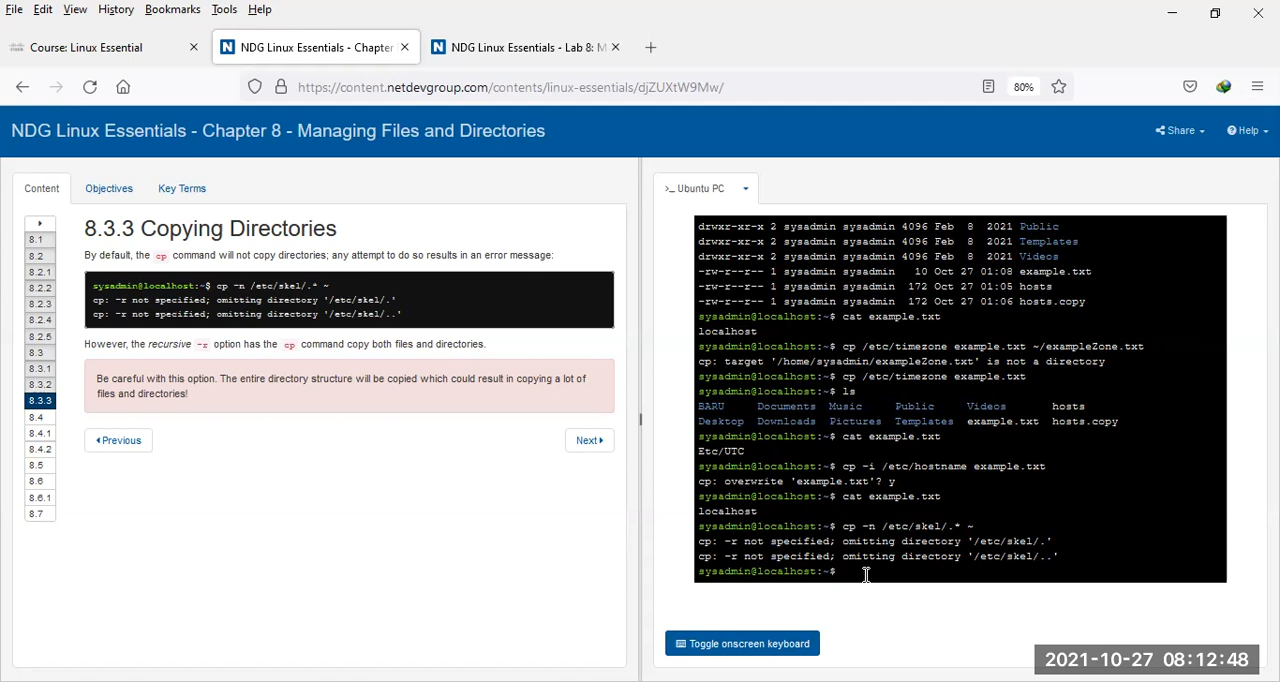 File Edit View History Bookmarks Tools Help
Course: Linux Essential
NDG Linux Essentials - Chapter
NDG Linux Essentials - Lab 8: M
https://content.netdevgroup.com/contents/linux-essentials/djZUXtW9Mw/
80%
NDG Linux Essentials - Chapter 8 - Managing Files and Directories
Share
Help
Content Objectives Key Terms
8.1
8.2
8.2.1
8.2.2
8.2.3
8.2.4
8.2.5
8.3
8.3.1
8.3.2
8.3.3
8.4
8.4.1
8.4.2
8.5
8.6
8.6.1
8.7
8.3.3 Copying Directories
By default, the cp command will not copy directories; any attempt to do so results in an error message:
sysadmin@localhost:~$ cp -n /etc/skel/.* ~
cp: -r not specified; omitting directory '/etc/skel/.'
cp: -r not specified; omitting directory '/etc/skel/..'
However, the recursive -r option has the cp command copy both files and directories.
Be careful with this option. The entire directory structure will be copied which could result in copying a lot of
files and directories!
Previous
Next
>_ Ubuntu PC
drwxr-xr-x 2 sysadmin sysadmin 4096 Feb  8  2021 Public
drwxr-xr-x 2 sysadmin sysadmin 4096 Feb  8  2021 Templates
drwxr-xr-x 2 sysadmin sysadmin 4096 Feb  8  2021 Videos
-rw-r--r-- 1 sysadmin sysadmin   10 Oct 27 01:08 example.txt
-rw-r--r-- 1 sysadmin sysadmin  172 Oct 27 01:05 hosts
-rw-r--r-- 1 sysadmin sysadmin  172 Oct 27 01:06 hosts.copy
sysadmin@localhost:~$ cat example.txt
localhost
sysadmin@localhost:~$ cp /etc/timezone example.txt ~/exampleZone.txt
cp: target '/home/sysadmin/exampleZone.txt' is not a directory
sysadmin@localhost:~$ cp /etc/timezone example.txt
sysadmin@localhost:~$ ls
BARU     Documents  Music     Public     Videos       hosts
Desktop  Downloads  Pictures  Templates  example.txt  hosts.copy
sysadmin@localhost:~$ cat example.txt
Etc/UTC
sysadmin@localhost:~$ cp -i /etc/hostname example.txt
cp: overwrite 'example.txt'? y
sysadmin@localhost:~$ cat example.txt
localhost
sysadmin@localhost:~$ cp -n /etc/skel/.* ~
cp: -r not specified; omitting directory '/etc/skel/.'
cp: -r not specified; omitting directory '/etc/skel/..'
sysadmin@localhost:~$
Toggle onscreen keyboard
2021-10-27 08:12:48